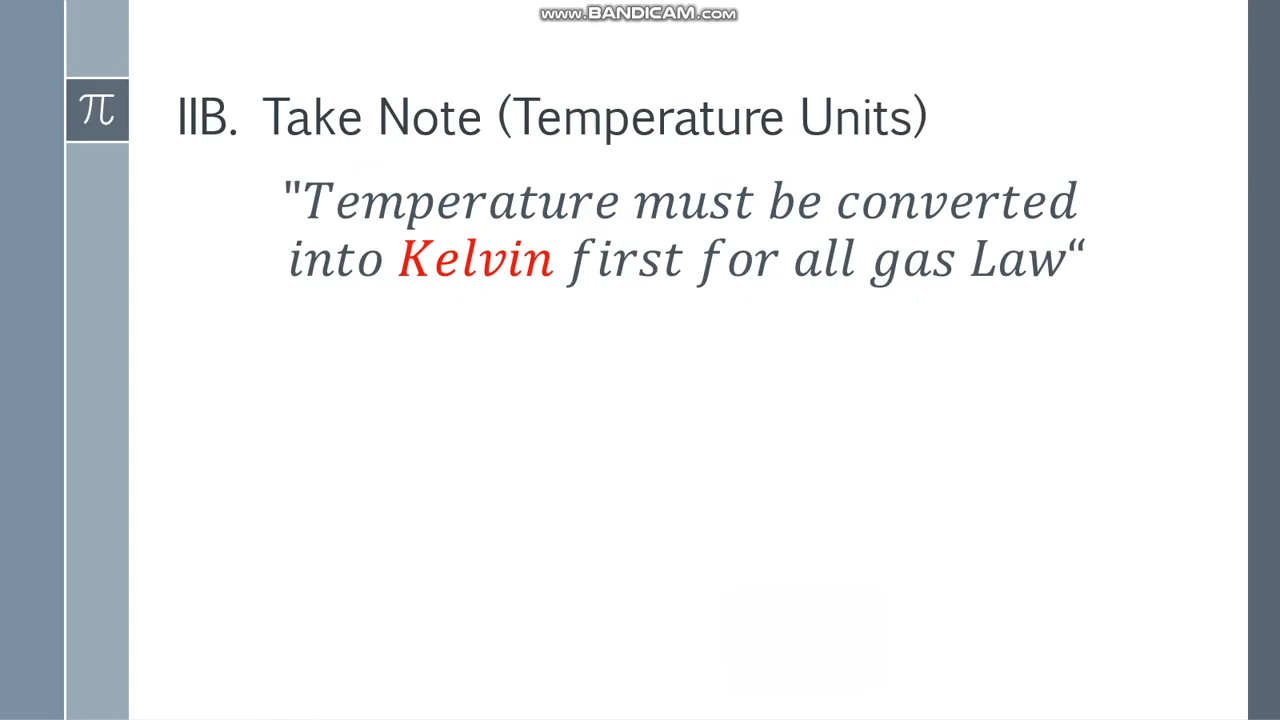 www.BANDICAM.com
π
IIB. Take Note (Temperature Units)
"Temperature must be converted
into Kelvin first for all gas Law“